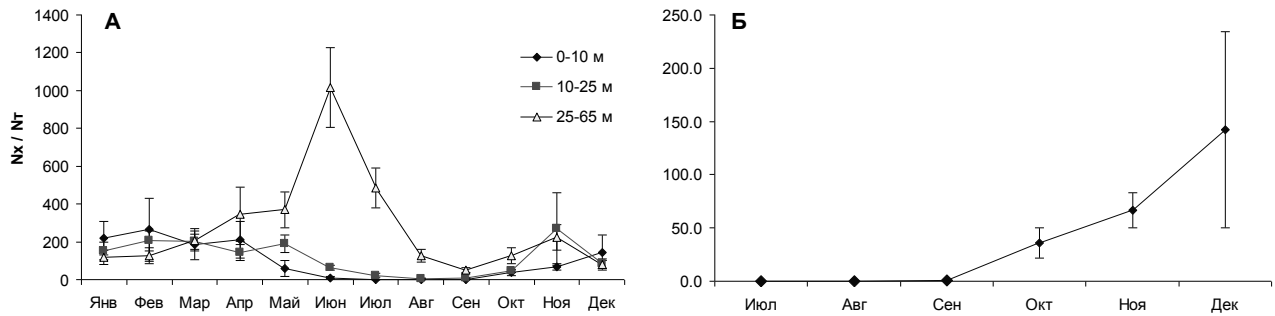 А
Nx / Nт
1400
1200
1000
800
600
400
200
0
0-10 м
10-25 м
25-65 м
Янв Фев Мар Апр Май Июн Июл Авг Сен Окт Ноя Дек
Б
250.0
200.0
150.0
100.0
50.0
0.0
Июл Авг Сен Окт Ноя Дек